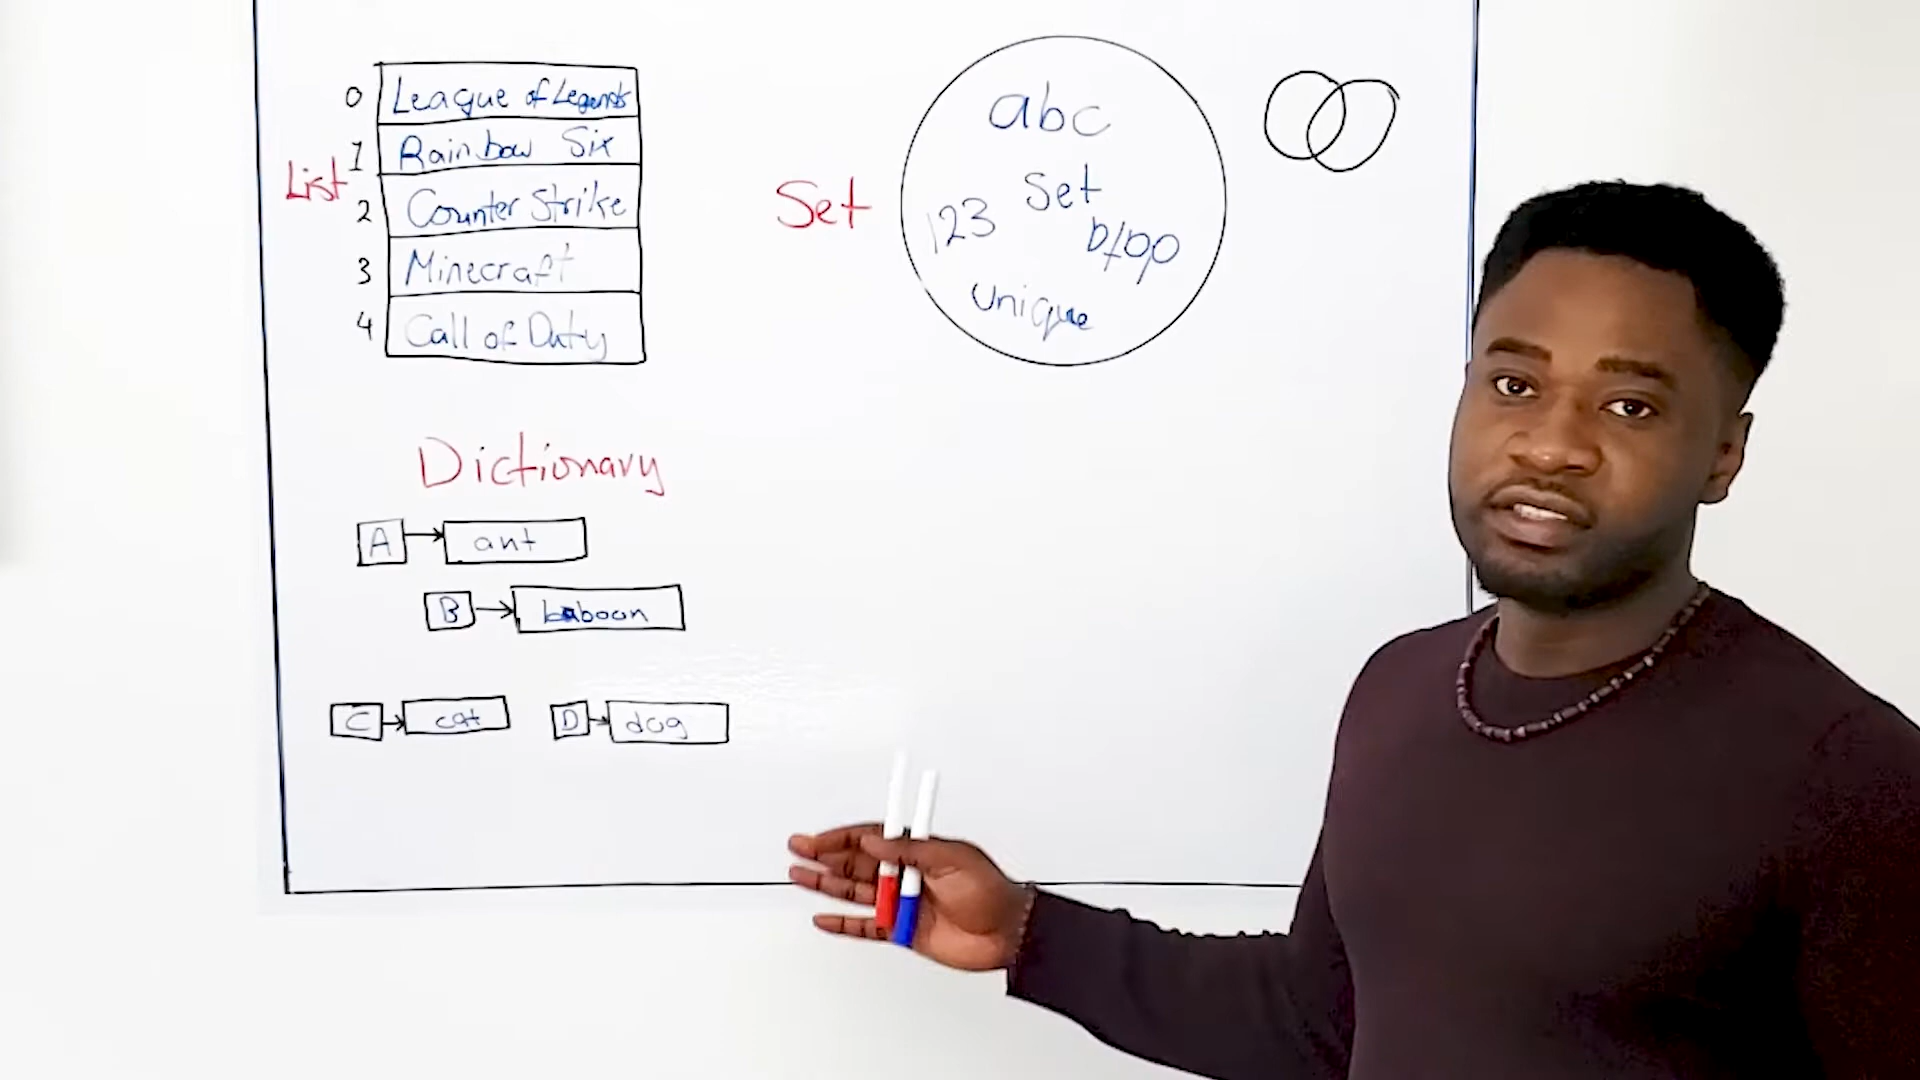 0 League of Legends
1 Rainbow Six
List
2 Counter Strike
3 Minecraft
4 Call of Duty
Set
abc
Set
123
unique
Dictionary
A ant
B baboon
C cat
D dog